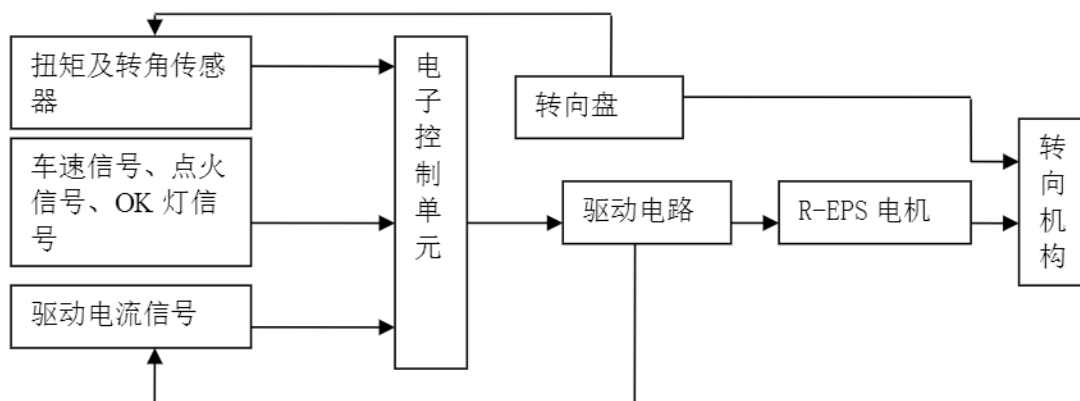 扭矩及转角传感
器
车速信号、点火
信号、OK 灯信
号
驱动电流信号
电
子
控
制
单
元
转向盘
驱动电路
R-EPS 电机
转
向
机
构